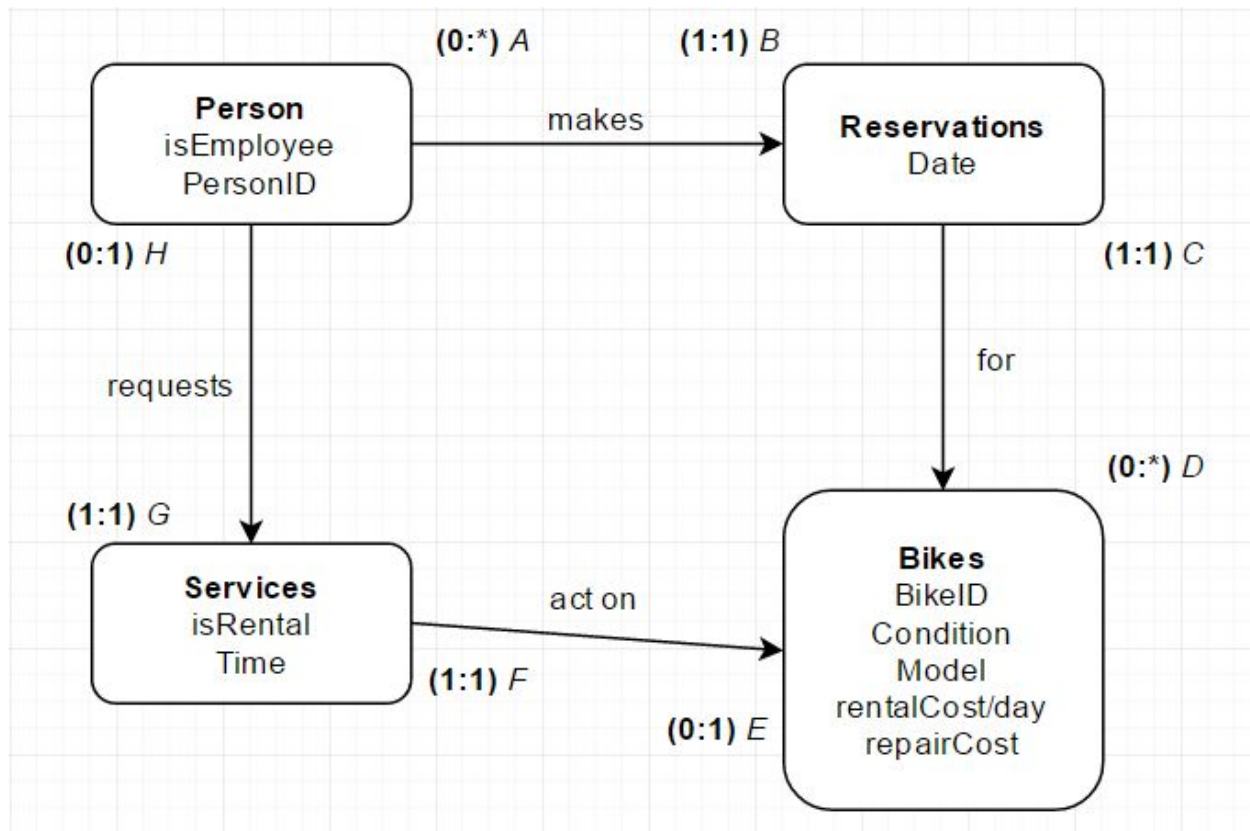 (0:*) A
(1:1) B
Person
isEmployee
PersonID
makes
Reservations
Date
(0:1) H
(1:1) C
requests
for
(0:*) D
(1:1) G
Services
isRental
Time
act on
(1:1) F
(0:1) E
Bikes
BikeID
Condition
Model
rentalCost/day
repairCost